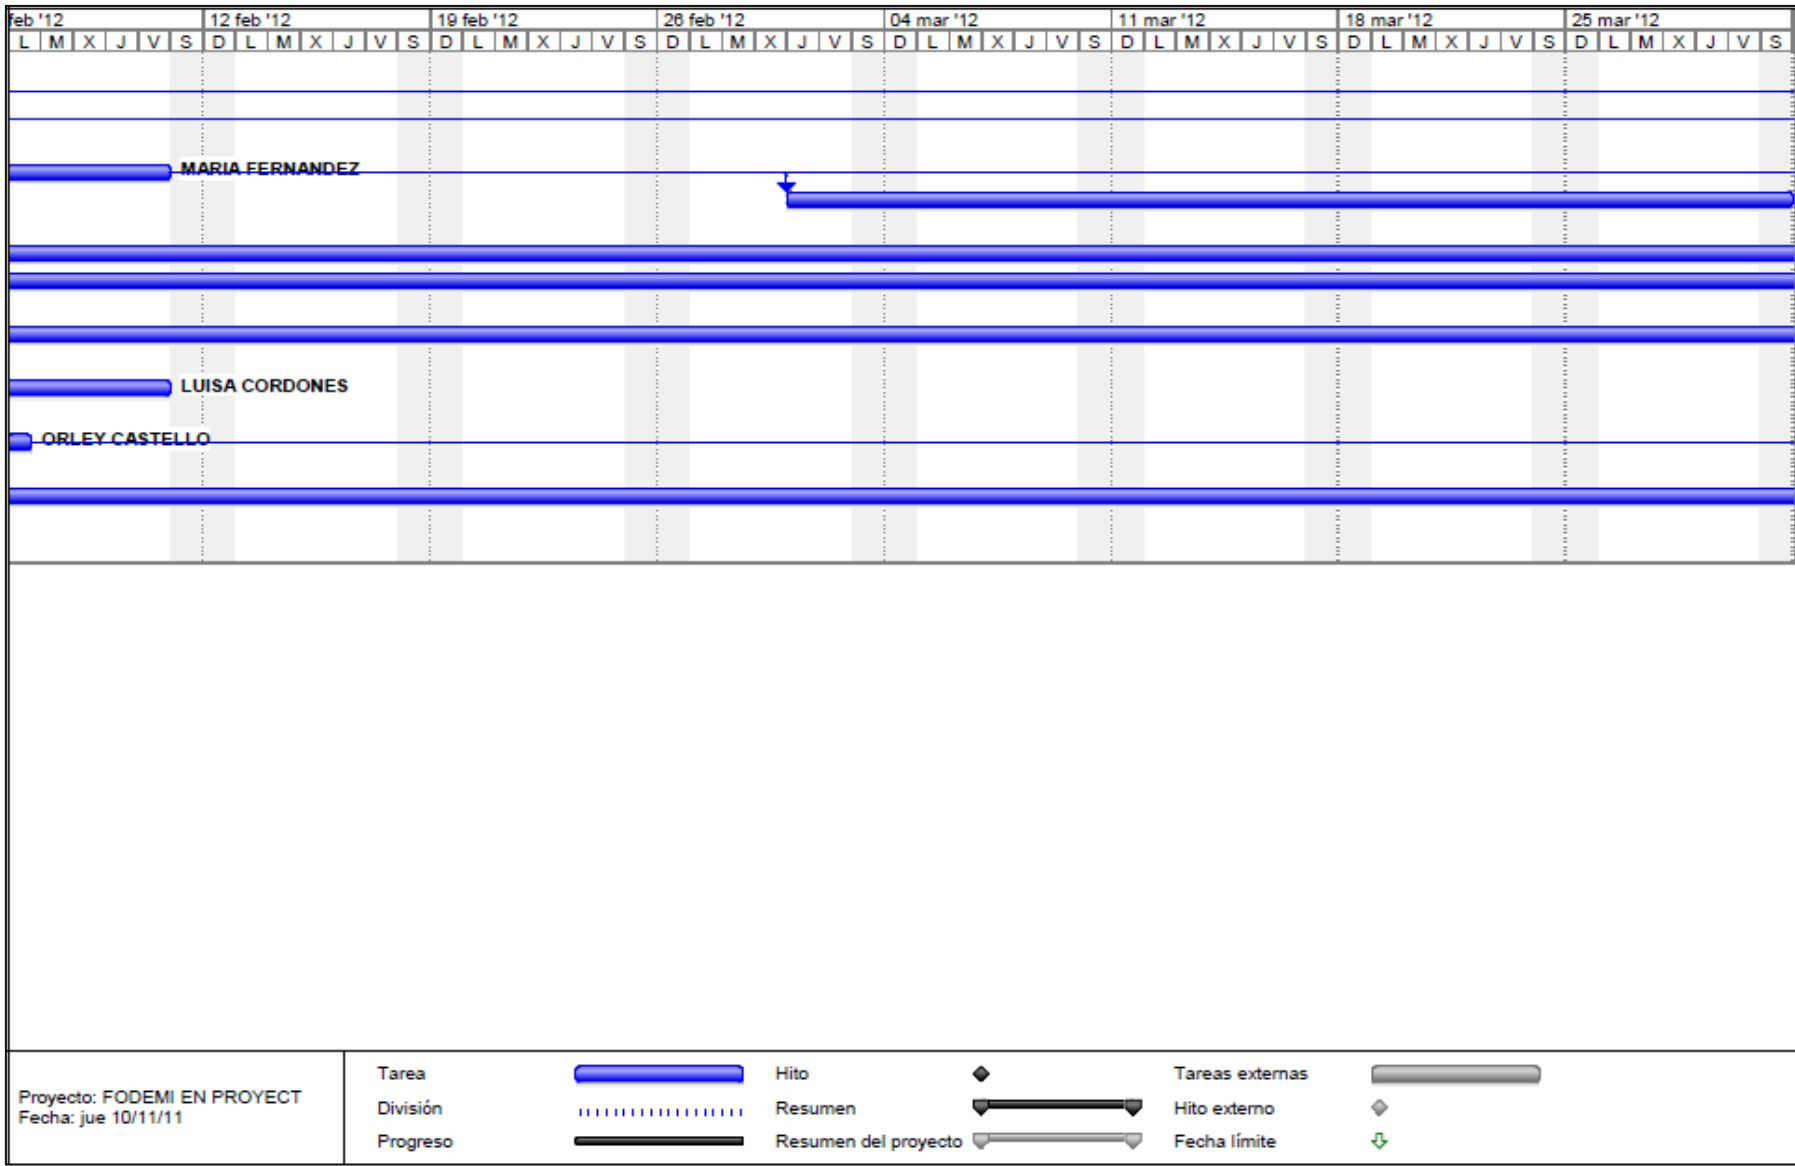 feb '12 12 feb '12 19 feb '12 26 feb '12 04 mar '12 11 mar '12 18 mar '12 25 mar '12
L M X J V S D L M X J V S D L M X J V S D L M X J V S D L M X J V S D L M X J V S D L M X J V S D L M X J V S
MARIA FERNANDEZ
LUISA CORDONES
ORLEY CASTELLO
Proyecto: FODEMI EN PROYECT
Fecha: jue 10/11/11
Tarea Hito Tareas externas
División Resumen Hito externo
Progreso Resumen del proyecto Fecha límite